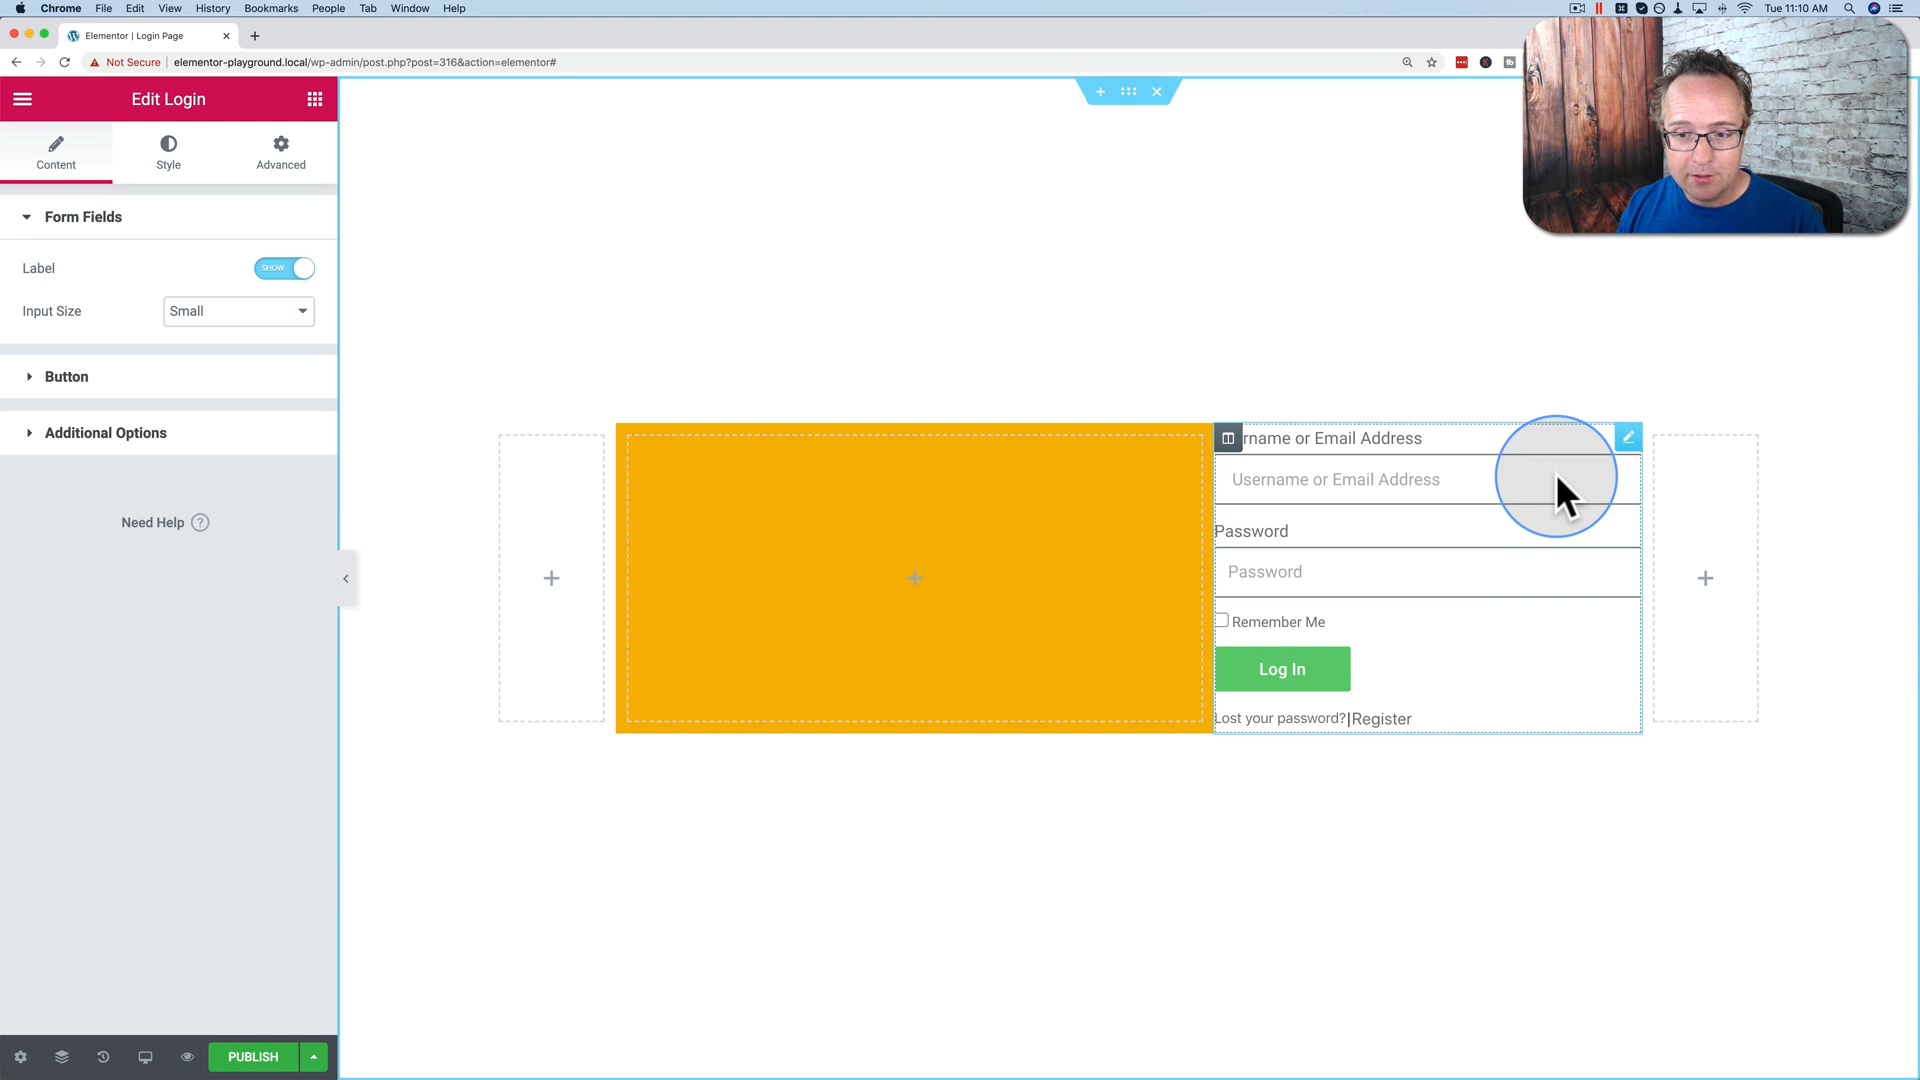 Chrome File Edit View History Bookmarks People Tab Window Help
Tue 11:10 AM
Elementor | Login Page
Not Secure | elementor-playground.local/wp-admin/post.php?post=316&action=elementor#
Edit Login
Content
Style
Advanced
Form Fields
Label
SHOW
Input Size
Small
Button
Additional Options
Need Help ?
PUBLISH
rname or Email Address
Username or Email Address
Password
Password
Remember Me
Log In
Lost your password?|Register